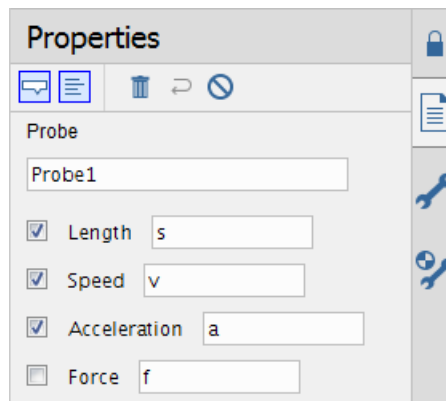 Properties
Probe
Probe1
Length s
Speed v
Acceleration a
Force f